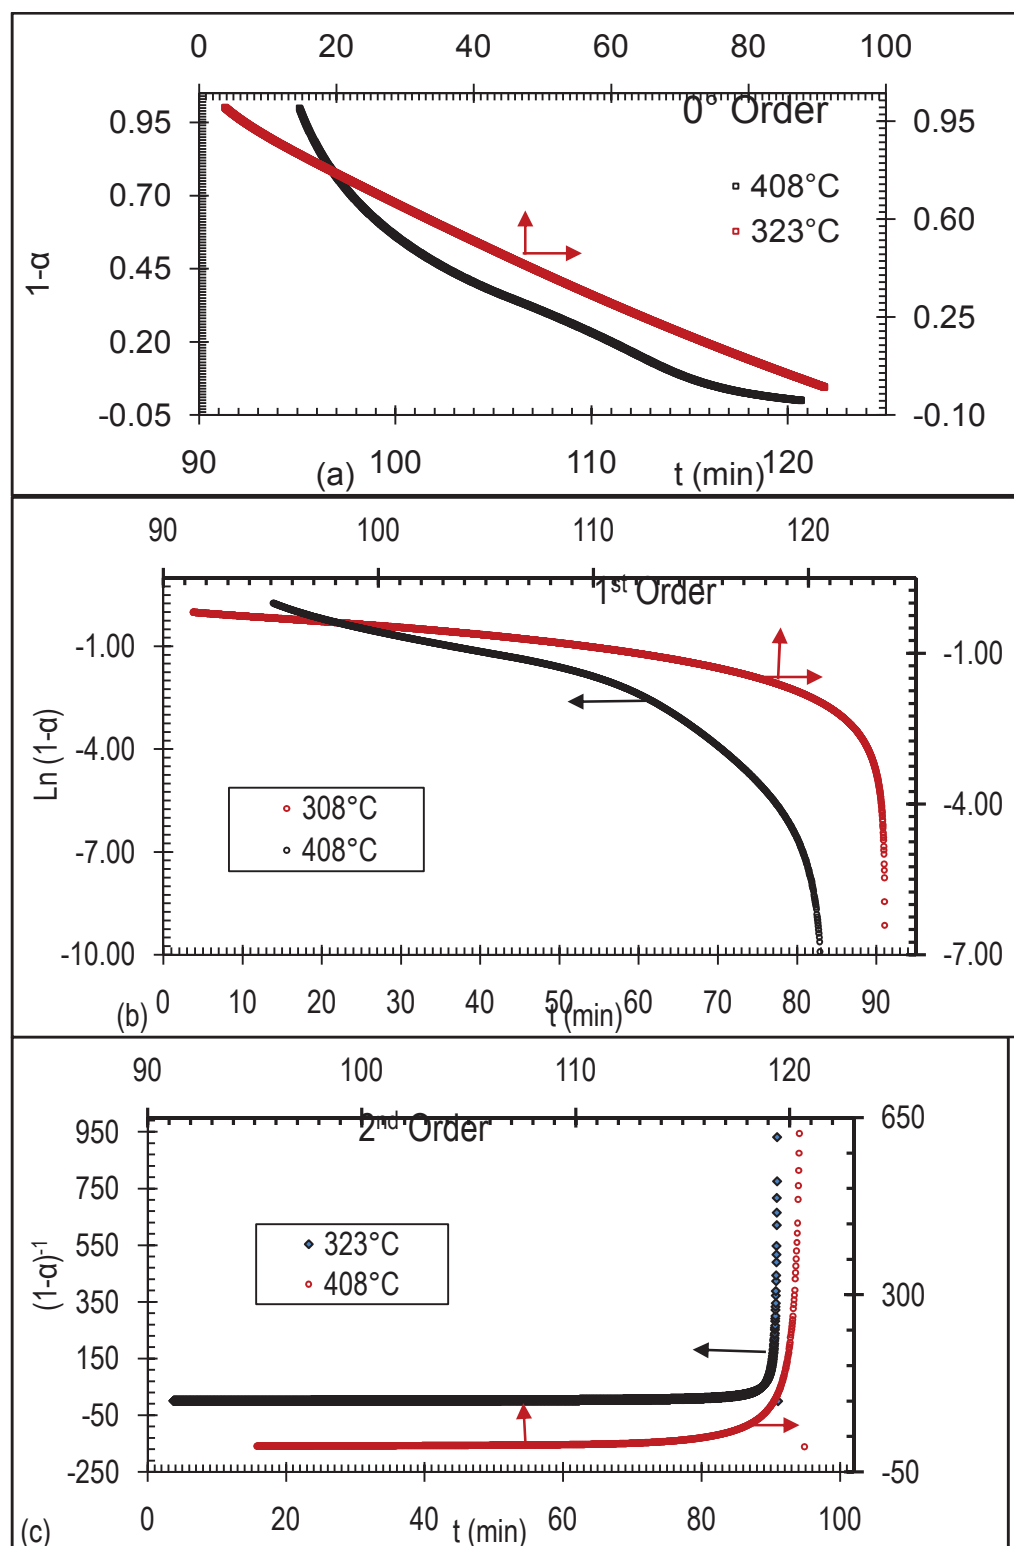 0 20 40 60 80 100
0° Order
0.95 0.95
408°C
0.70 0.60
323°C
1-α
0.45
0.20 0.25
-0.05 -0.10
90 100 110 120
(a) t (min)
90 100 110 120
1st Order
-1.00 -1.00
Ln (1-α)
-4.00
308°C
-4.00
408°C
-7.00
-10.00 -7.00
0 10 20 30 40 50 60 70 80 90
(b) t (min)
90 100 110 120
950 650
2nd Order
750
550 323°C
(1-α)-1
408°C 300
350
150
-50
-250 -50
0 20 40 60 80 100
(c) t (min)